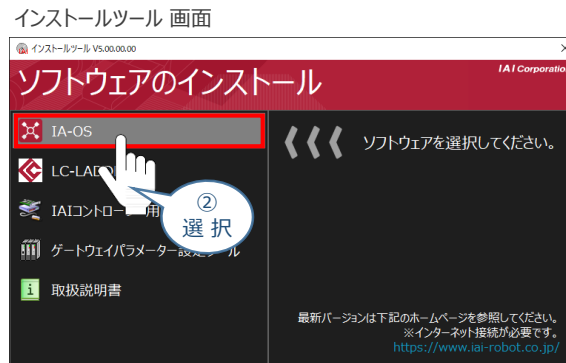 インストールツール 画面
インストールツール V5.00.00.00
ソフトウェアのインストール
IAI Corporatio
IA-OS
ソフトウェアを選択してください。
LC-LAD
②
選 択
IAIコントロー 用
ゲートウェイパラメーター設定 ール
取扱説明書
最新バージョンは下記のホームページを参照してください。
※インターネット接続が必要です。
https://www.iai-robot.co.jp/